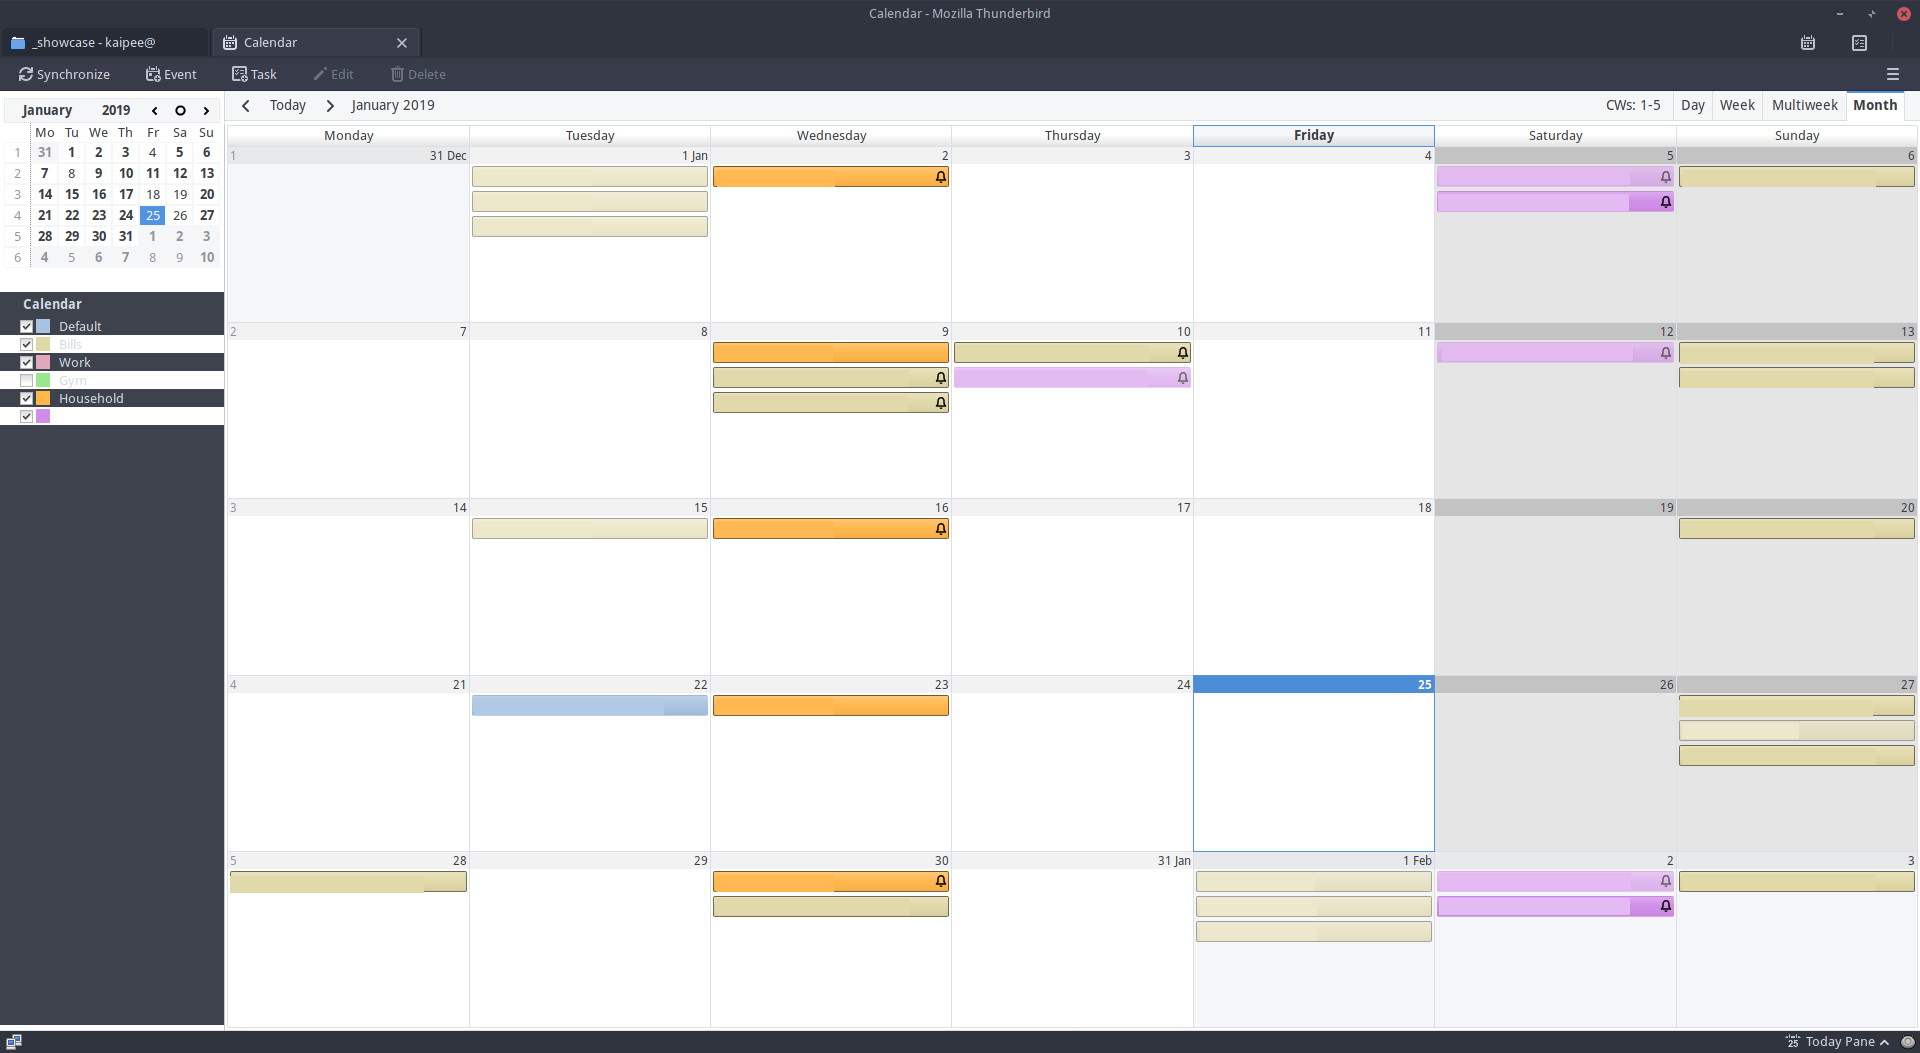 Calendar - Mozilla Thunderbird
_showcase - kaipee@
Calendar
Synchronize Event Task Edit Delete
January 2019
Mo Tu We Th Fr Sa Su
1 31 1 2 3 4 5 6
2 7 8 9 10 11 12 13
3 14 15 16 17 18 19 20
4 21 22 23 24 25 26 27
5 28 29 30 31 1 2 3
6 4 5 6 7 8 9 10
Calendar
Default
Bills
Work
Gym
Household
Today January 2019 CWs: 1-5 Day Week Multiweek Month
Monday Tuesday Wednesday Thursday Friday Saturday Sunday
1 31 Dec 1 Jan 2 3 4 5 6
2 7 8 9 10 11 12 13
3 14 15 16 17 18 19 20
4 21 22 23 24 25 26 27
5 28 29 30 31 Jan 1 Feb 2 3
25 Today Pane